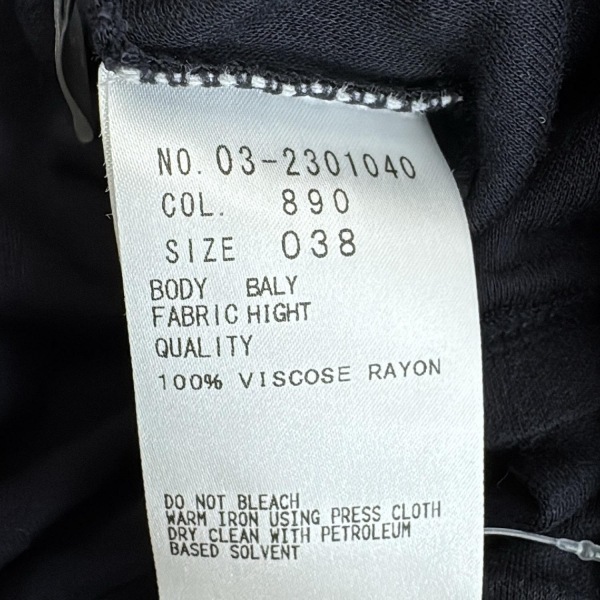 NO. 03-2301040
COL. 890
SIZE 038
BODY BALY
FABRIC HIGHT
QUALITY
100% VISCOSE RAYON
DO NOT BLEACH
WARM IRON USING PRESS CLOTH
DRY CLEAN WITH PETROLEUM
BASED SOLVENT